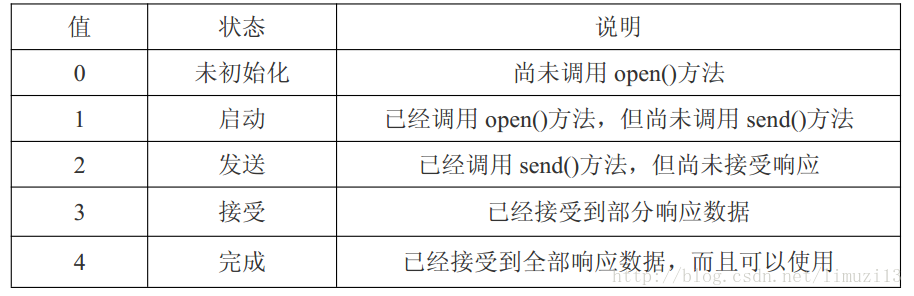 值 状态 说明
0 未初始化 尚未调用 open()方法
1 启动 已经调用 open()方法，但尚未调用 send()方法
2 发送 已经调用 send()方法，但尚未接受响应
3 接受 已经接受到部分响应数据
4 完成 已经接受到全部响应数据，而且可以使用
http://blog.csdn.net/limuzi13